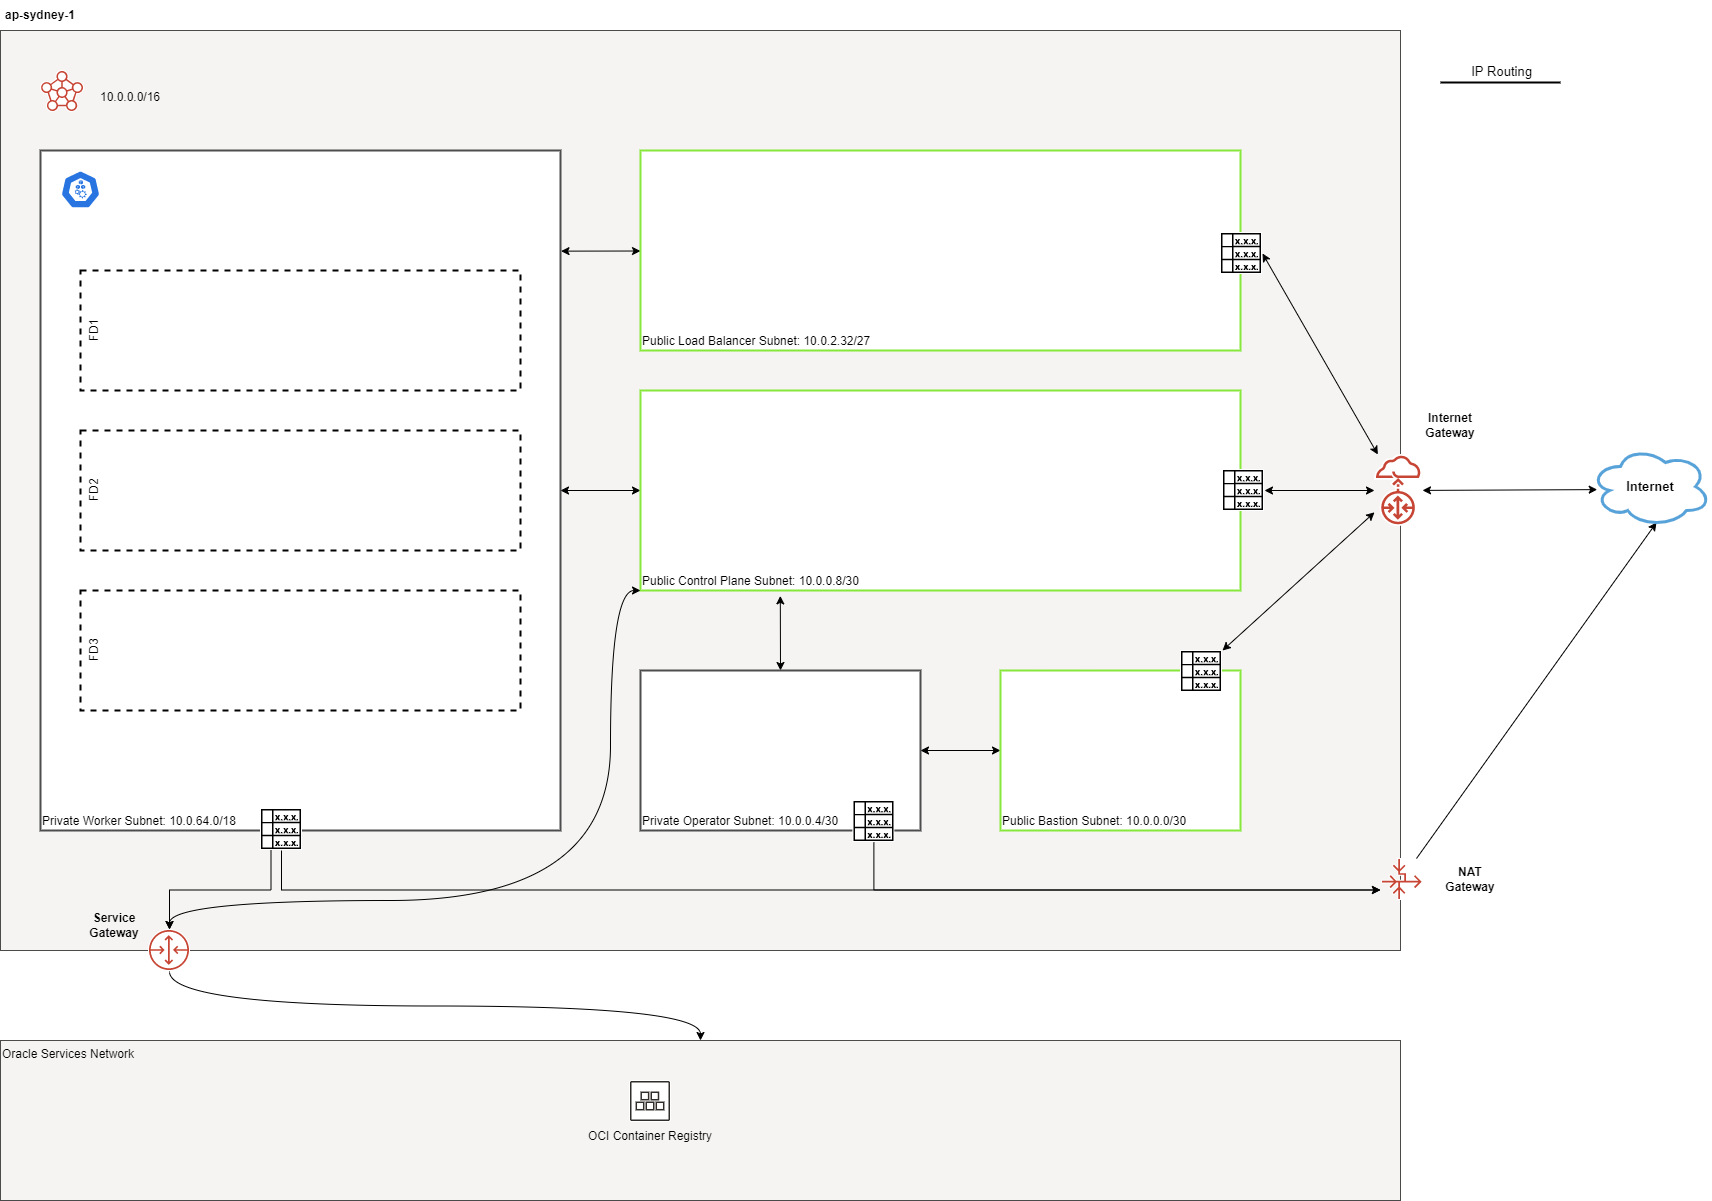 ap-sydney-1
IP Routing
10.0.0.0/16
x.x.x.
x.x.x.
x.x.x.
FD1
Public Load Balancer Subnet: 10.0.2.32/27
Internet
Gateway
x.x.x.
x.x.x.
x.x.x.
Internet
FD2
Public Control Plane Subnet: 10.0.0.8/30
FD3
x.x.x.
x.x.x.
x.x.x.
Private Worker Subnet: 10.0.64.0/18
x.x.x.
x.x.x.
x.x.x.
Private Operator Subnet: 10.0.0.4/30
x.x.x.
x.x.x.
x.x.x.
Public Bastion Subnet: 10.0.0.0/30
NAT
Gateway
Service
Gateway
Oracle Services Network
OCI Container Registry